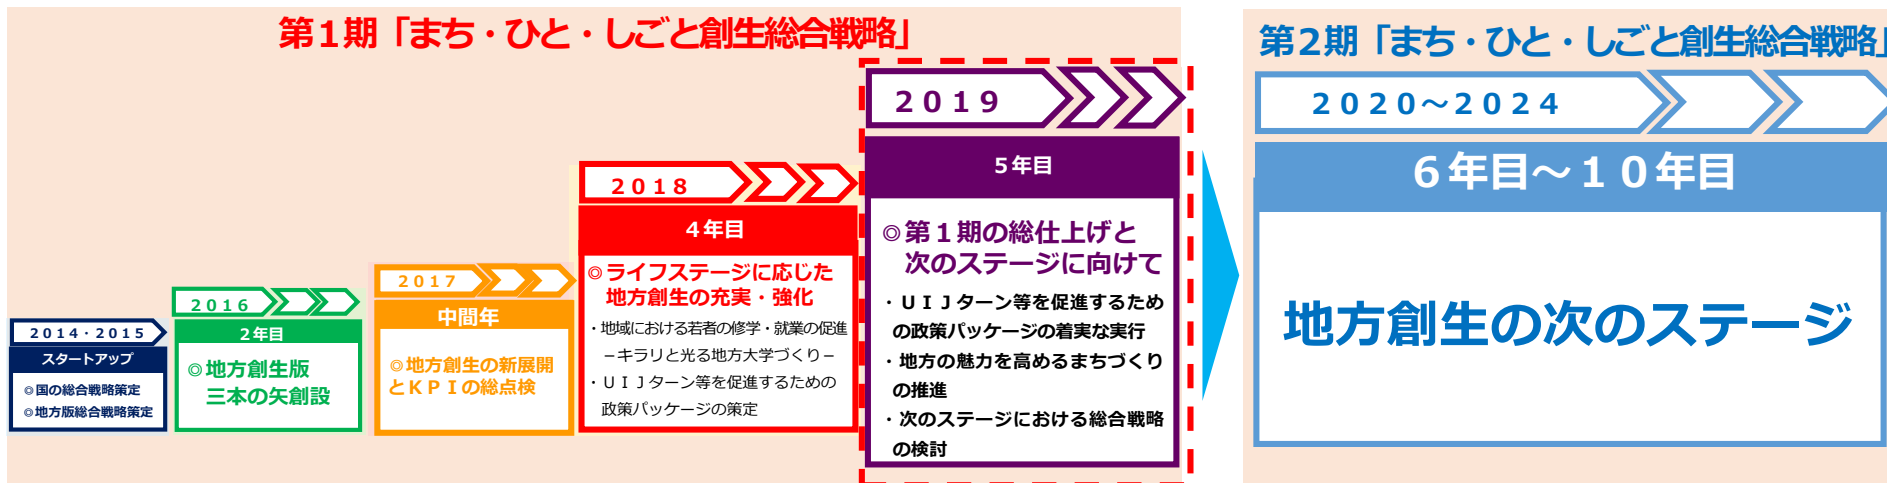 第１期「まち・ひと・しごと創生総合戦略」
２０１４・２０１５
スタートアップ
◎国の総合戦略策定
◎地方版総合戦略策定
２０１６
２年目
◎地方創生版
三本の矢創設
２０１７
中間年
◎地方創生の新展開
とＫＰＩの総点検
２０１８
４年目
◎ライフステージに応じた
地方創生の充実・強化
・地域における若者の修学・就業の促進
－キラリと光る地方大学づくり－
・ＵＩＪターン等を促進するための
政策パッケージの策定
２０１９
５年目
◎第１期の総仕上げと
次のステージに向けて
・ＵＩＪターン等を促進するため
の政策パッケージの着実な実行
・地方の魅力を高めるまちづくり
の推進
・次のステージにおける総合戦略
の検討
第２期「まち・ひと・しごと創生総合戦略」
２０２０～２０２４
６年目～１０年目
地方創生の次のステージ